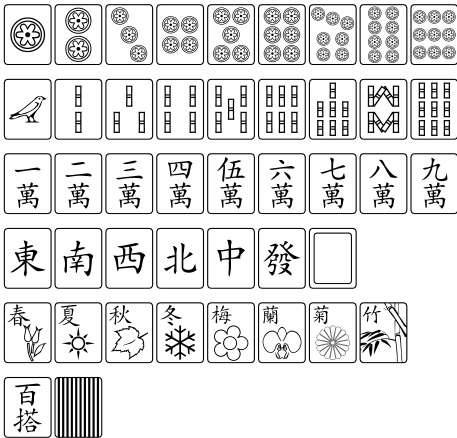 一萬 二萬 三萬 四萬 伍萬 六萬 七萬 八萬 九萬
東 南 西 北 中 發
春 夏 秋 冬 梅 蘭 菊 竹
百搭